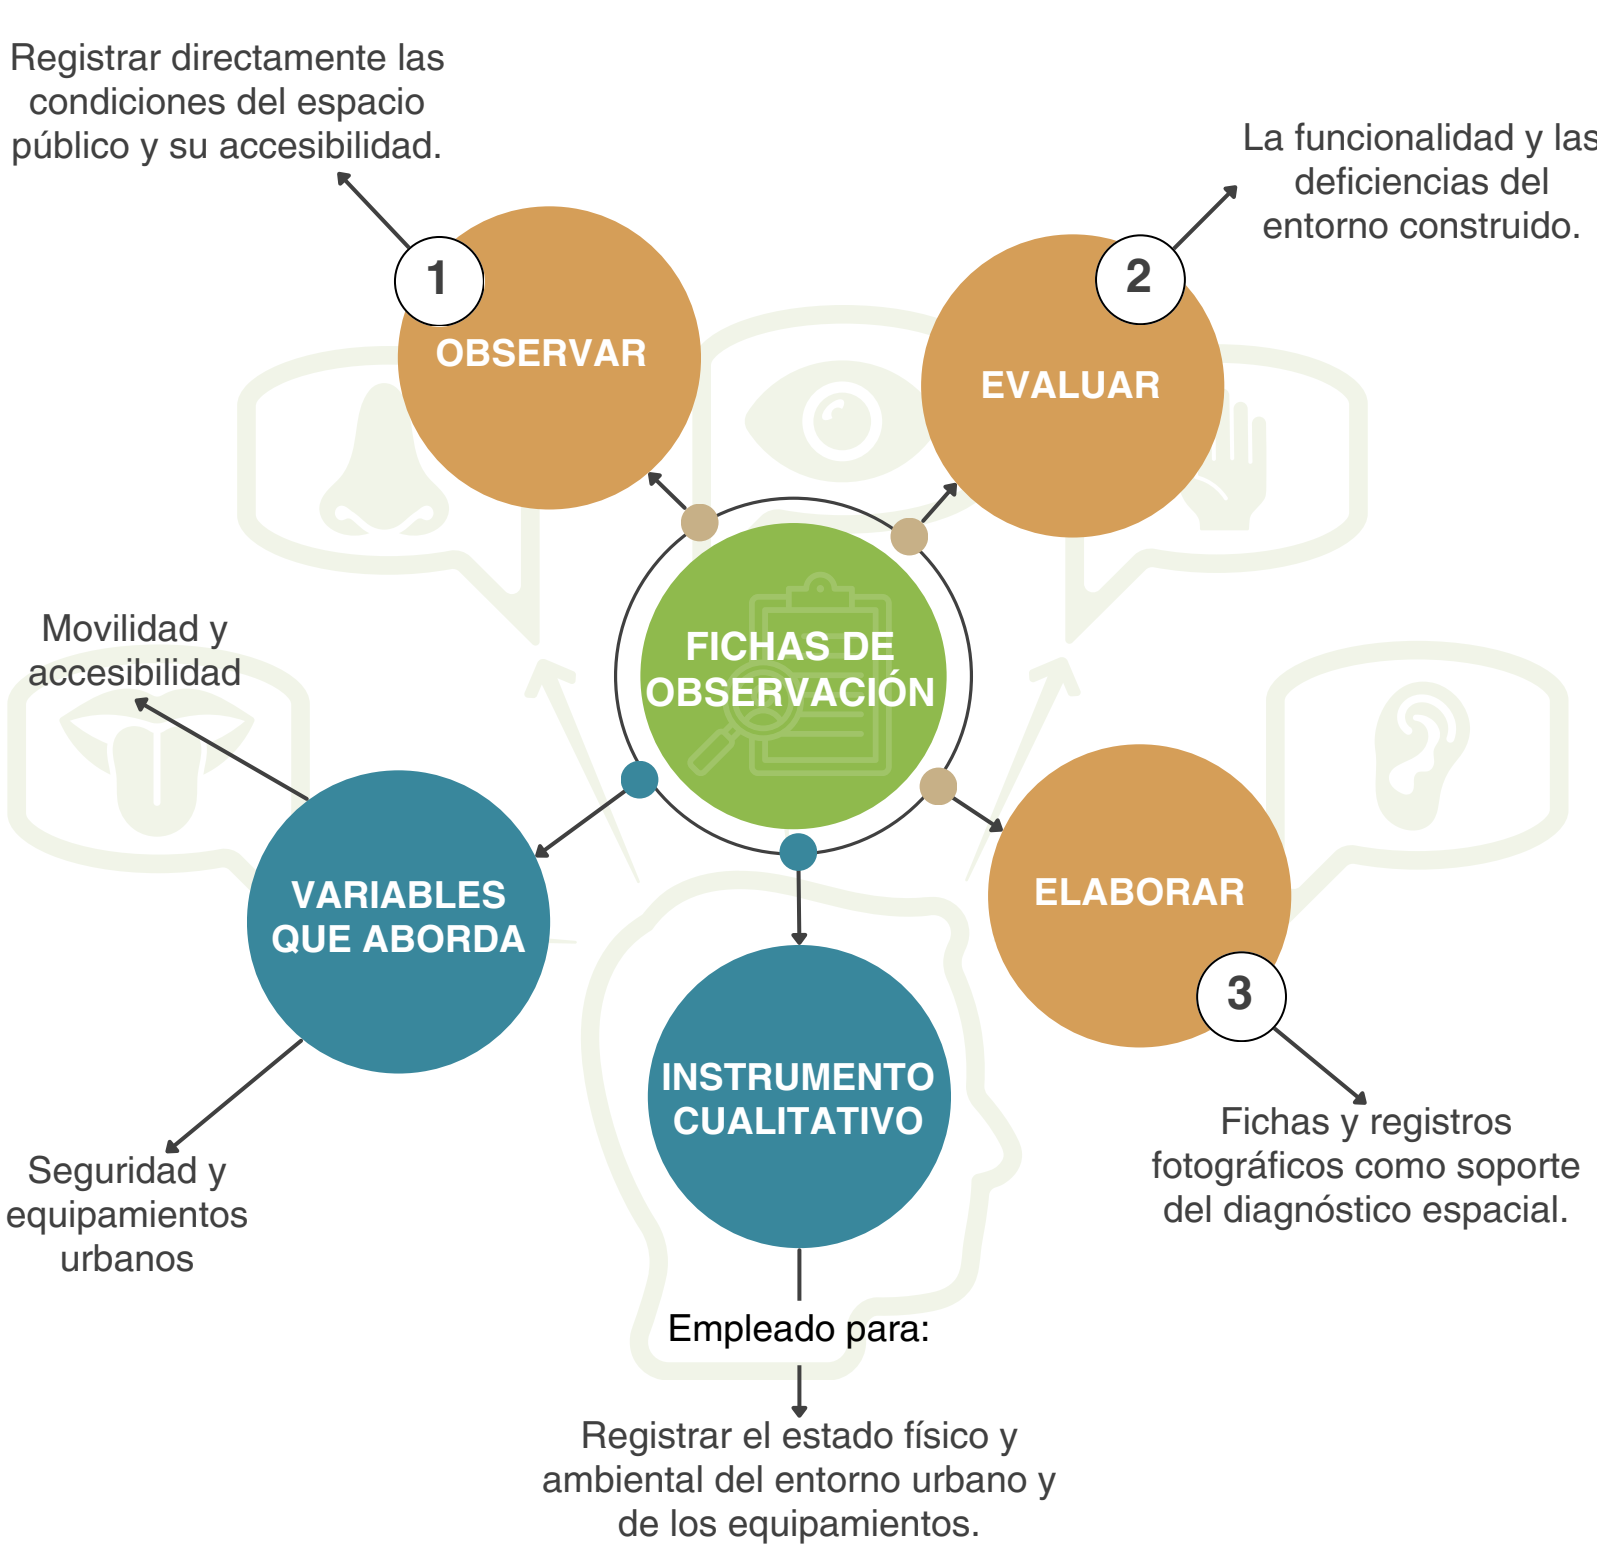 Registrar directamente las
condiciones del espacio
público y su accesibilidad.
La funcionalidad y las
deficiencias del
entorno construido.
1
OBSERVAR
2
EVALUAR
FICHAS DE
OBSERVACIÓN
Movilidad y
accesibilidad
VARIABLES
QUE ABORDA
Seguridad y
equipamientos
urbanos
INSTRUMENTO
CUALITATIVO
Empleado para:
Registrar el estado físico y
ambiental del entorno urbano y
de los equipamientos.
ELABORAR
3
Fichas y registros
fotográficos como soporte
del diagnóstico espacial.